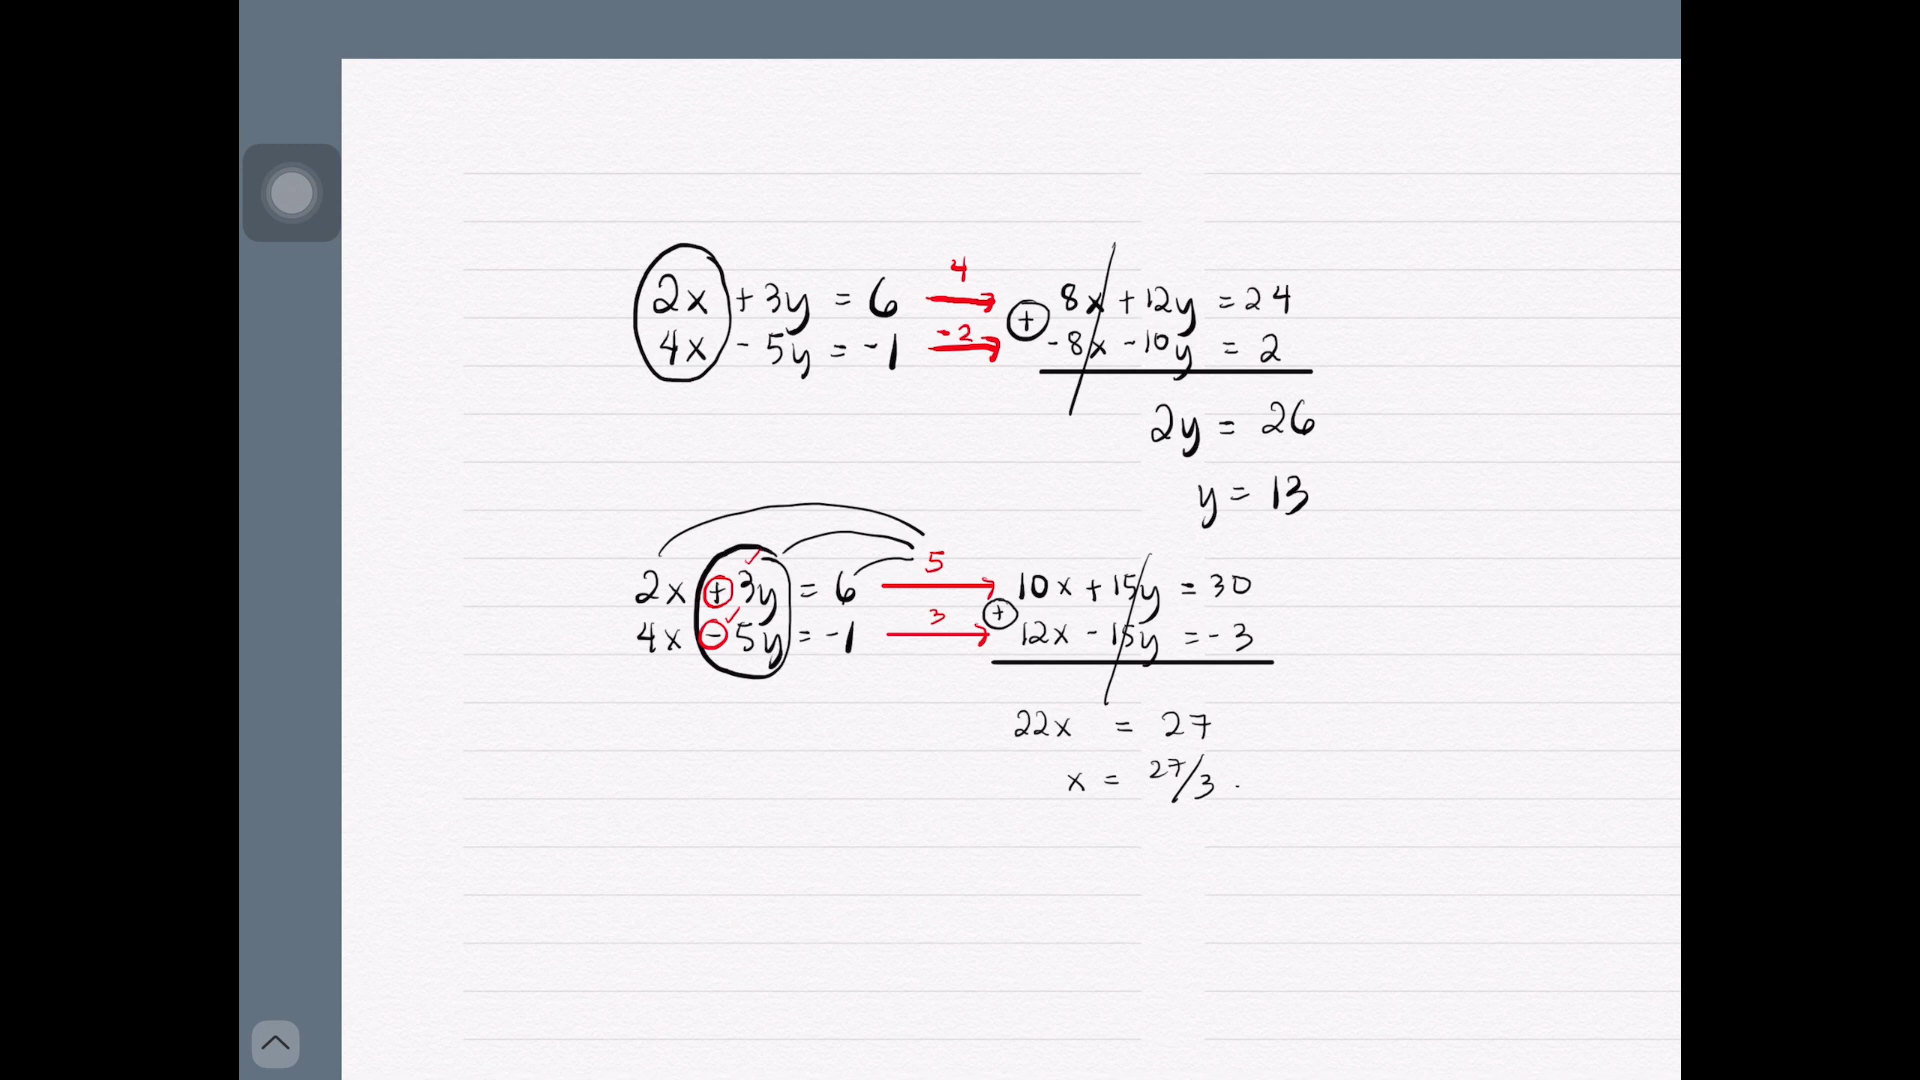 4
2x + 3y = 6 → + 8x + 12y = 24
4x - 5y = -1 -2 → -8x - 10y = 2
2y = 26
y = 13
5
2x + 3y = 6 → 10x + 15y = 30
4x - 5y = -1 3 → + 12x - 15y = -3
22x = 27
x = 27/3 .